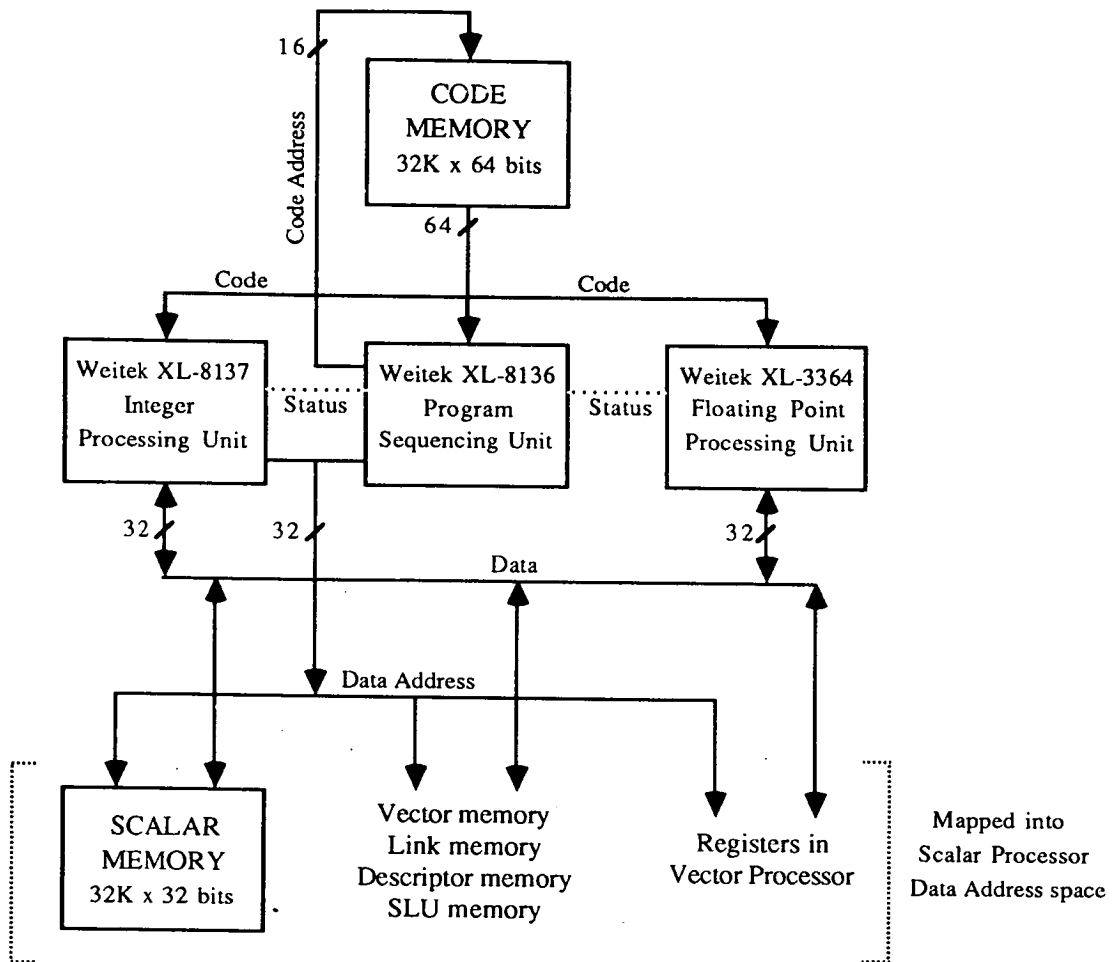 16
CODE
MEMORY
32K x 64 bits
Code Address
64
Code
Code
Weitek XL-8137
Integer
Processing Unit
Status
Weitek XL-8136
Program
Sequencing Unit
Status
Weitek XL-3364
Floating Point
Processing Unit
32
32
32
Data
Data Address
SCALAR
MEMORY
32K x 32 bits
Vector memory
Link memory
Descriptor memory
SLU memory
Registers in
Vector Processor
Mapped into
Scalar Processor
Data Address space